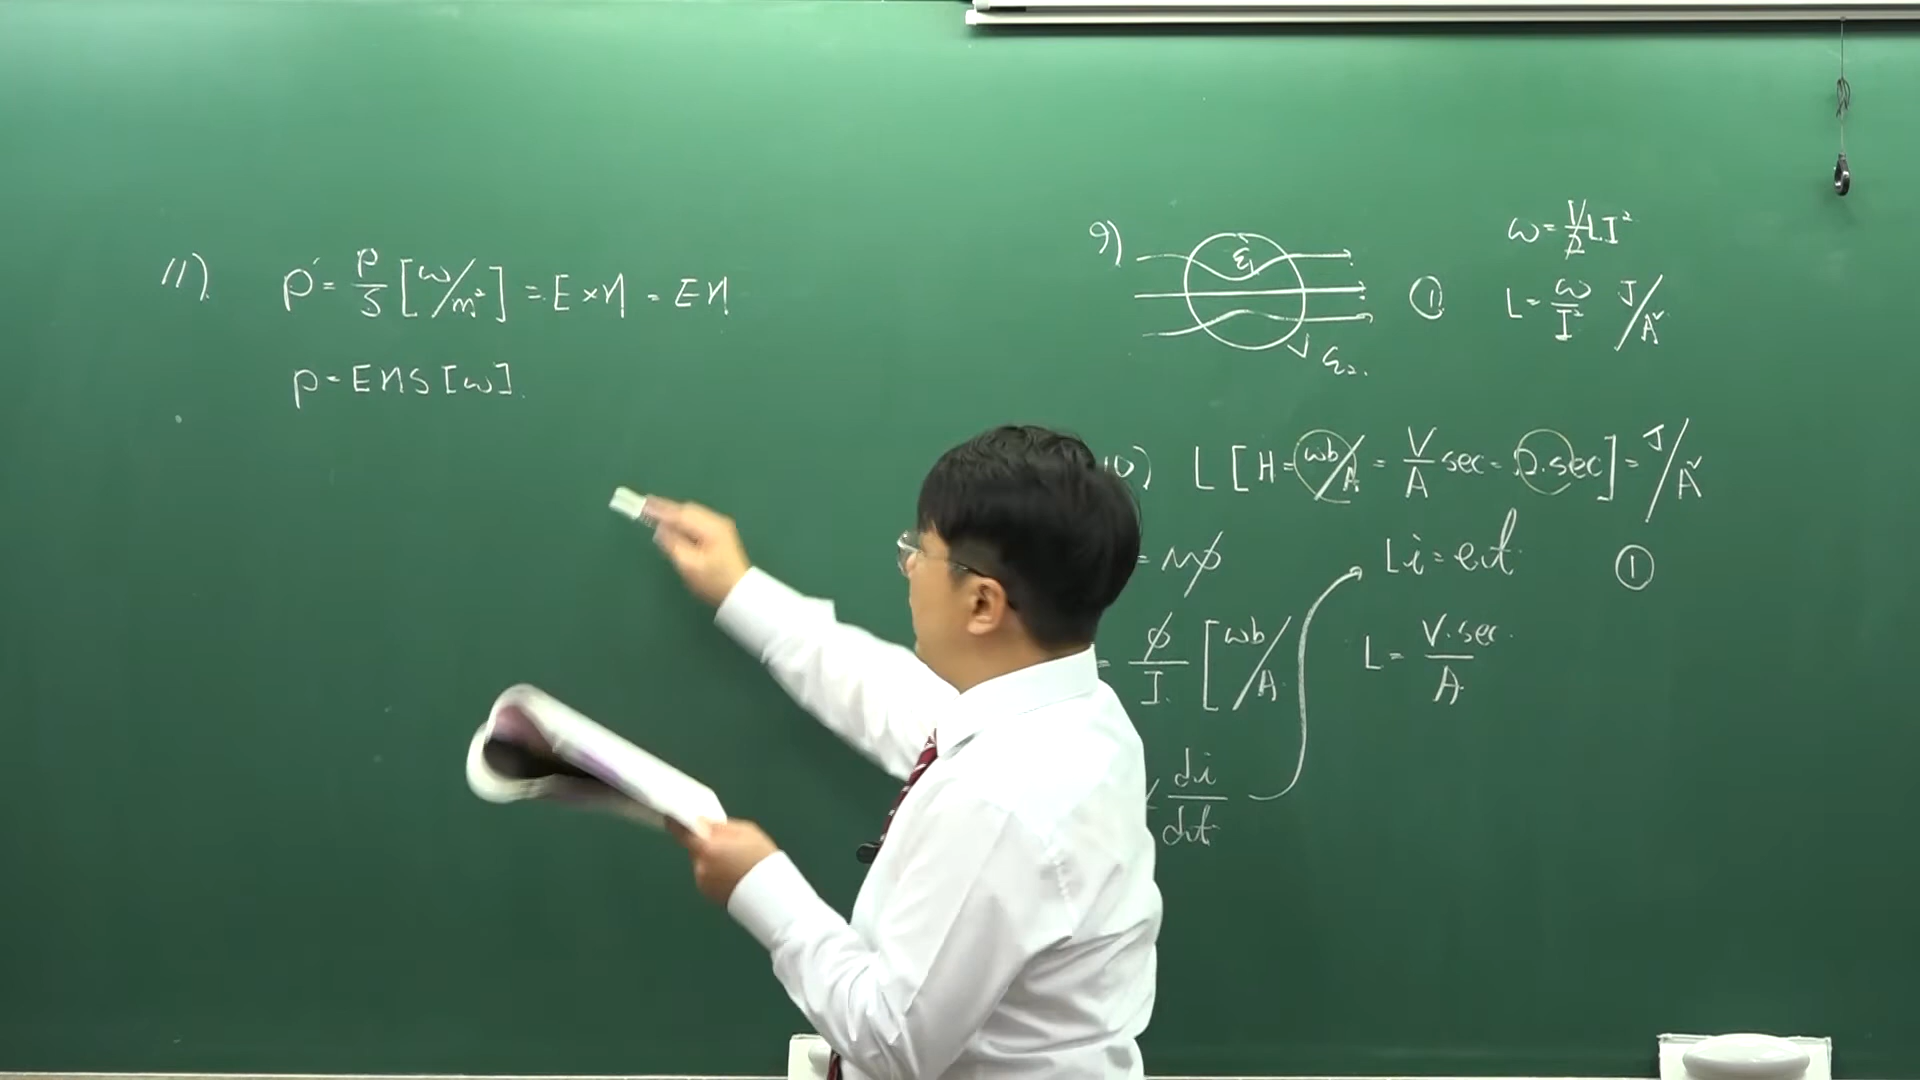 11) P' = P/S [W/m²] = E × H = EH
P = EHS [W].
9) ε₁ ε₂. ①
W = 1/2 LI²
L = W/I² J/A²
10) L [H = wb/A = V/A sec = Ω·sec] = J/A²
= Nφ
Li = e·t ①
= φ/I [wb/A
L = V·sec/A
di/dt